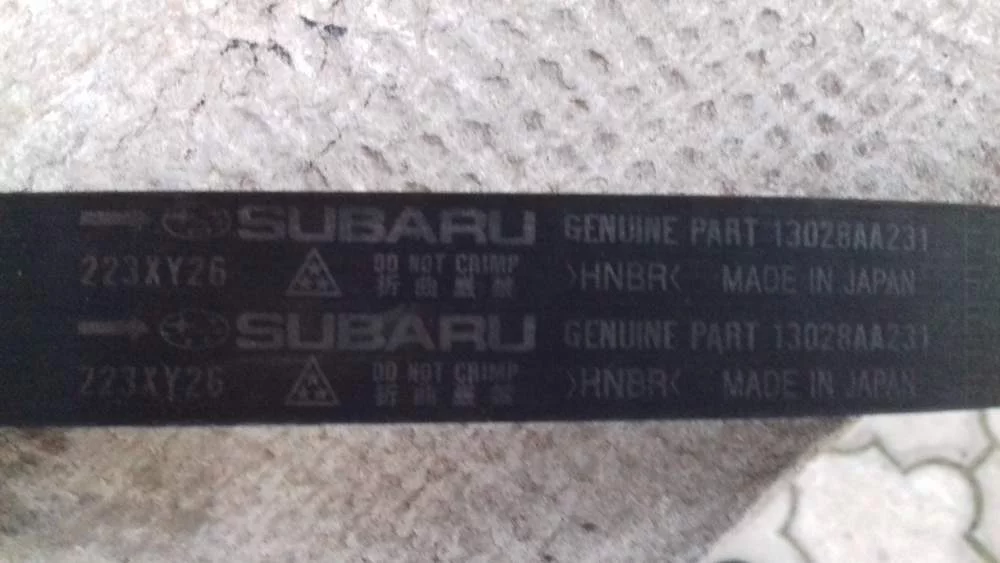 SUBARU GENUINE PART 13028AA231
223XY26 DO NOT CRIMP >HNBR< MADE IN JAPAN
折曲厳禁
SUBARU GENUINE PART 13028AA231
223XY26 DO NOT CRIMP >HNBR< MADE IN JAPAN
折曲厳禁